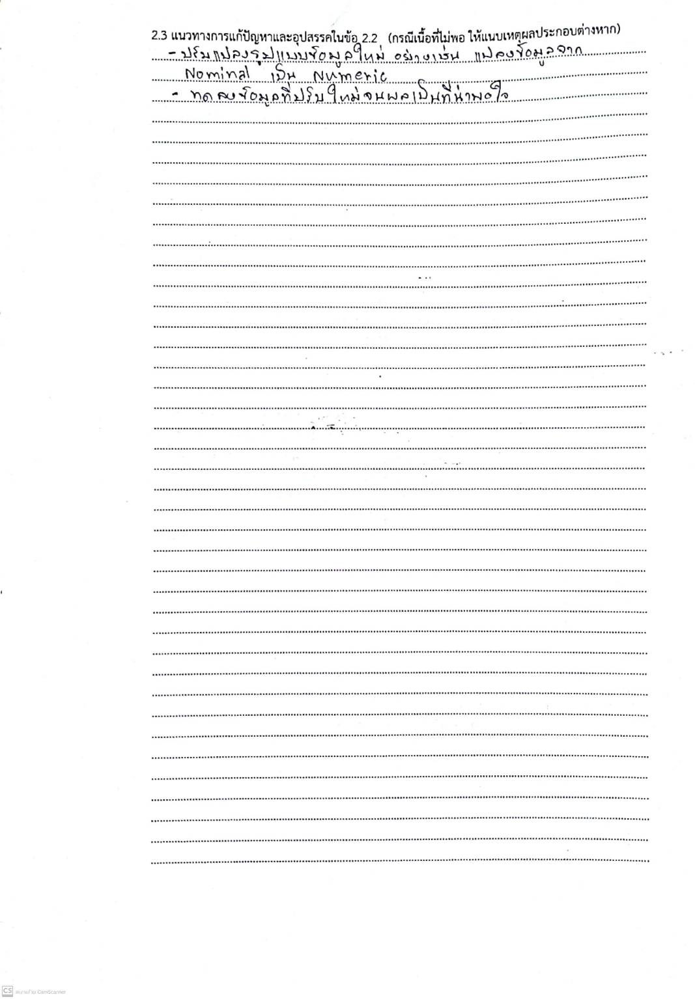 2.3 แนวทางการแก้ปัญหาและอุปสรรคในข้อ 2.2 (กรณีเนื้อที่ไม่พอ ให้แนบเหตุผลประกอบต่างหาก)
- ปรับแปลงรูปแบบข้อมูลใหม่ อย่างเช่น แปลงข้อมูลจาก
Nominal เป็น Numeric
- ทดลองข้อมูลที่ปรับใหม่จนผลเป็นที่น่าพอใจ
CS สแกนด้วย CamScanner